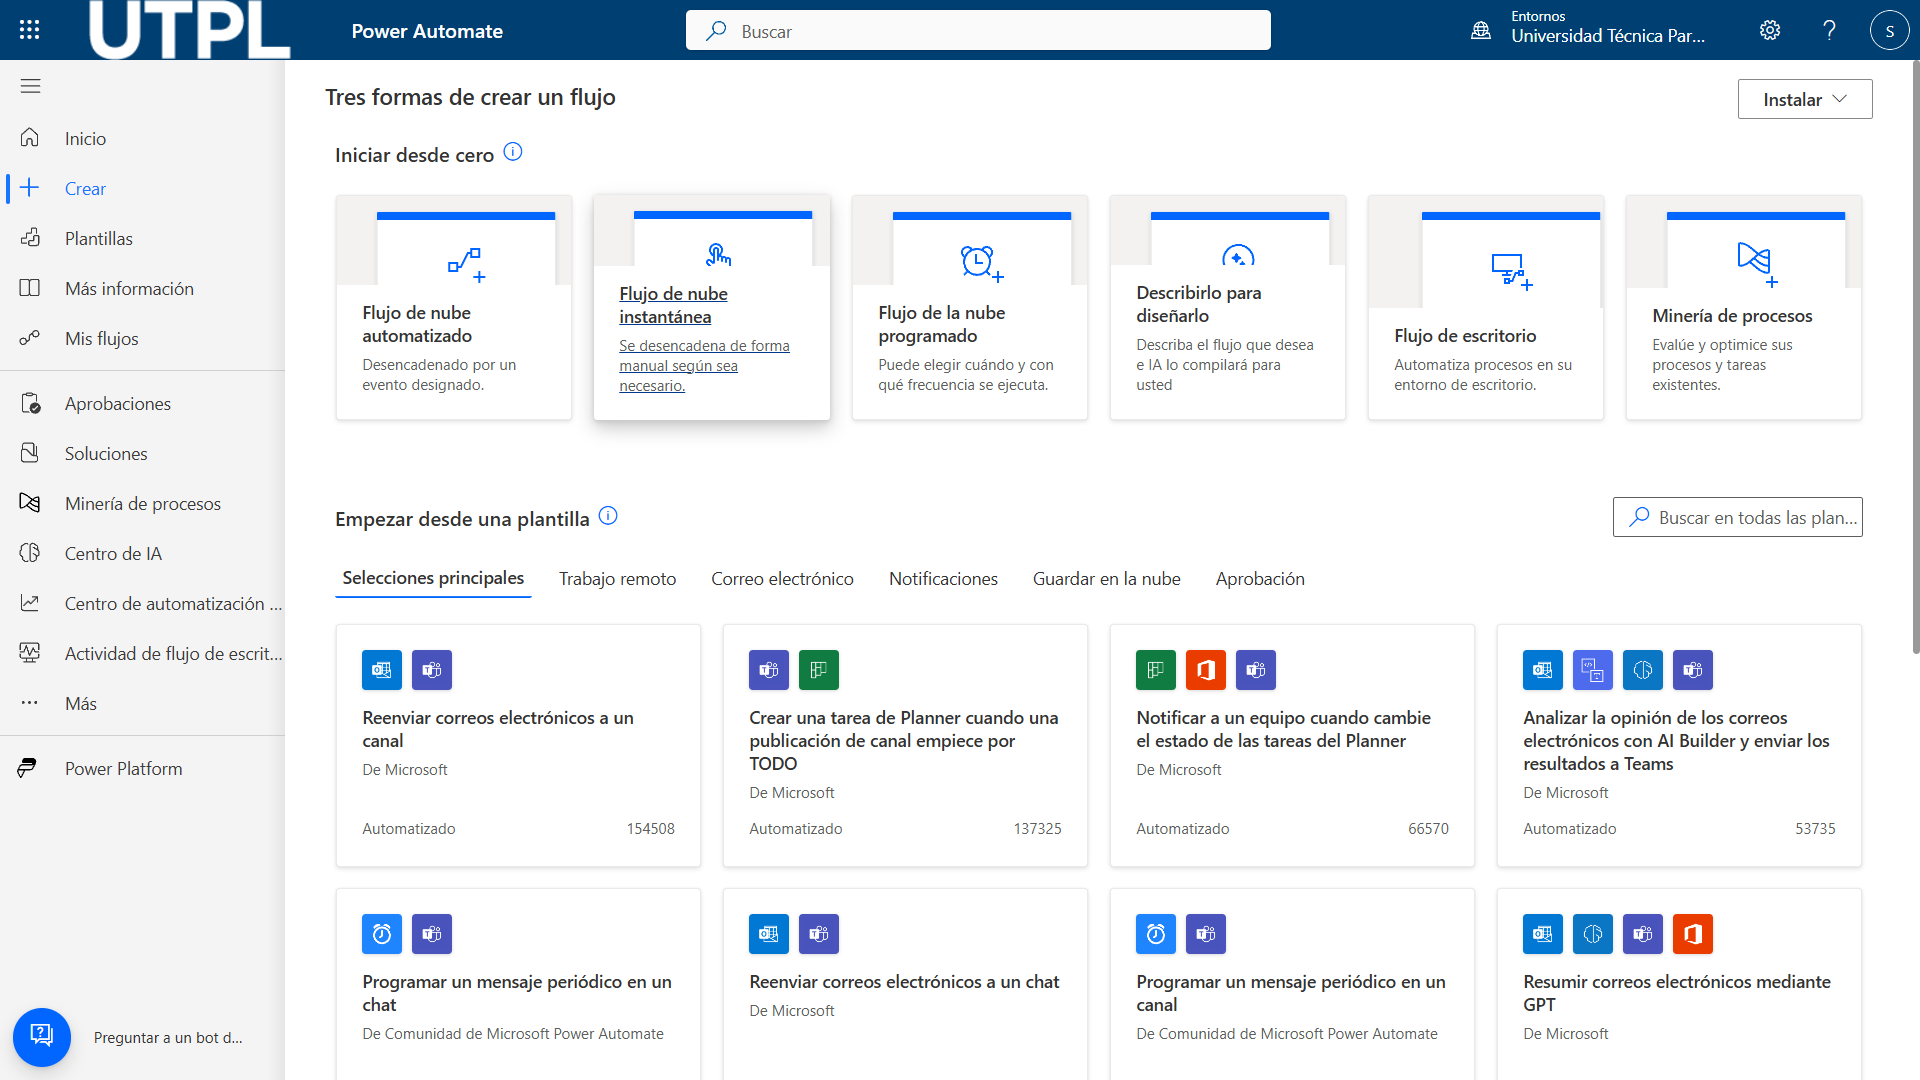 UTPL
Power Automate
Buscar
Entornos
Universidad Técnica Par...
?
S
Inicio
Crear
Plantillas
Más información
Mis flujos
Aprobaciones
Soluciones
Minería de procesos
Centro de IA
Centro de automatización ...
Actividad de flujo de escrit...
Más
Power Platform
Preguntar a un bot d...
Tres formas de crear un flujo
Instalar
Iniciar desde cero
Flujo de nube
automatizado
Desencadenado por un
evento designado.
Flujo de nube
instantánea
Se desencadena de forma
manual según sea
necesario.
Flujo de la nube
programado
Puede elegir cuándo y con
qué frecuencia se ejecuta.
Describirlo para
diseñarlo
Describa el flujo que desea
e IA lo compilará para
usted
Flujo de escritorio
Automatiza procesos en su
entorno de escritorio.
Minería de procesos
Evalúe y optimice sus
procesos y tareas
existentes.
Empezar desde una plantilla
Buscar en todas las plan...
Selecciones principales
Trabajo remoto
Correo electrónico
Notificaciones
Guardar en la nube
Aprobación
Reenviar correos electrónicos a un
canal
De Microsoft
Automatizado
154508
Crear una tarea de Planner cuando una
publicación de canal empiece por
TODO
De Microsoft
Automatizado
137325
Notificar a un equipo cuando cambie
el estado de las tareas del Planner
De Microsoft
Automatizado
66570
Analizar la opinión de los correos
electrónicos con AI Builder y enviar los
resultados a Teams
De Microsoft
Automatizado
53735
Programar un mensaje periódico en un
chat
De Comunidad de Microsoft Power Automate
Reenviar correos electrónicos a un chat
De Microsoft
Programar un mensaje periódico en un
canal
De Comunidad de Microsoft Power Automate
Resumir correos electrónicos mediante
GPT
De Microsoft